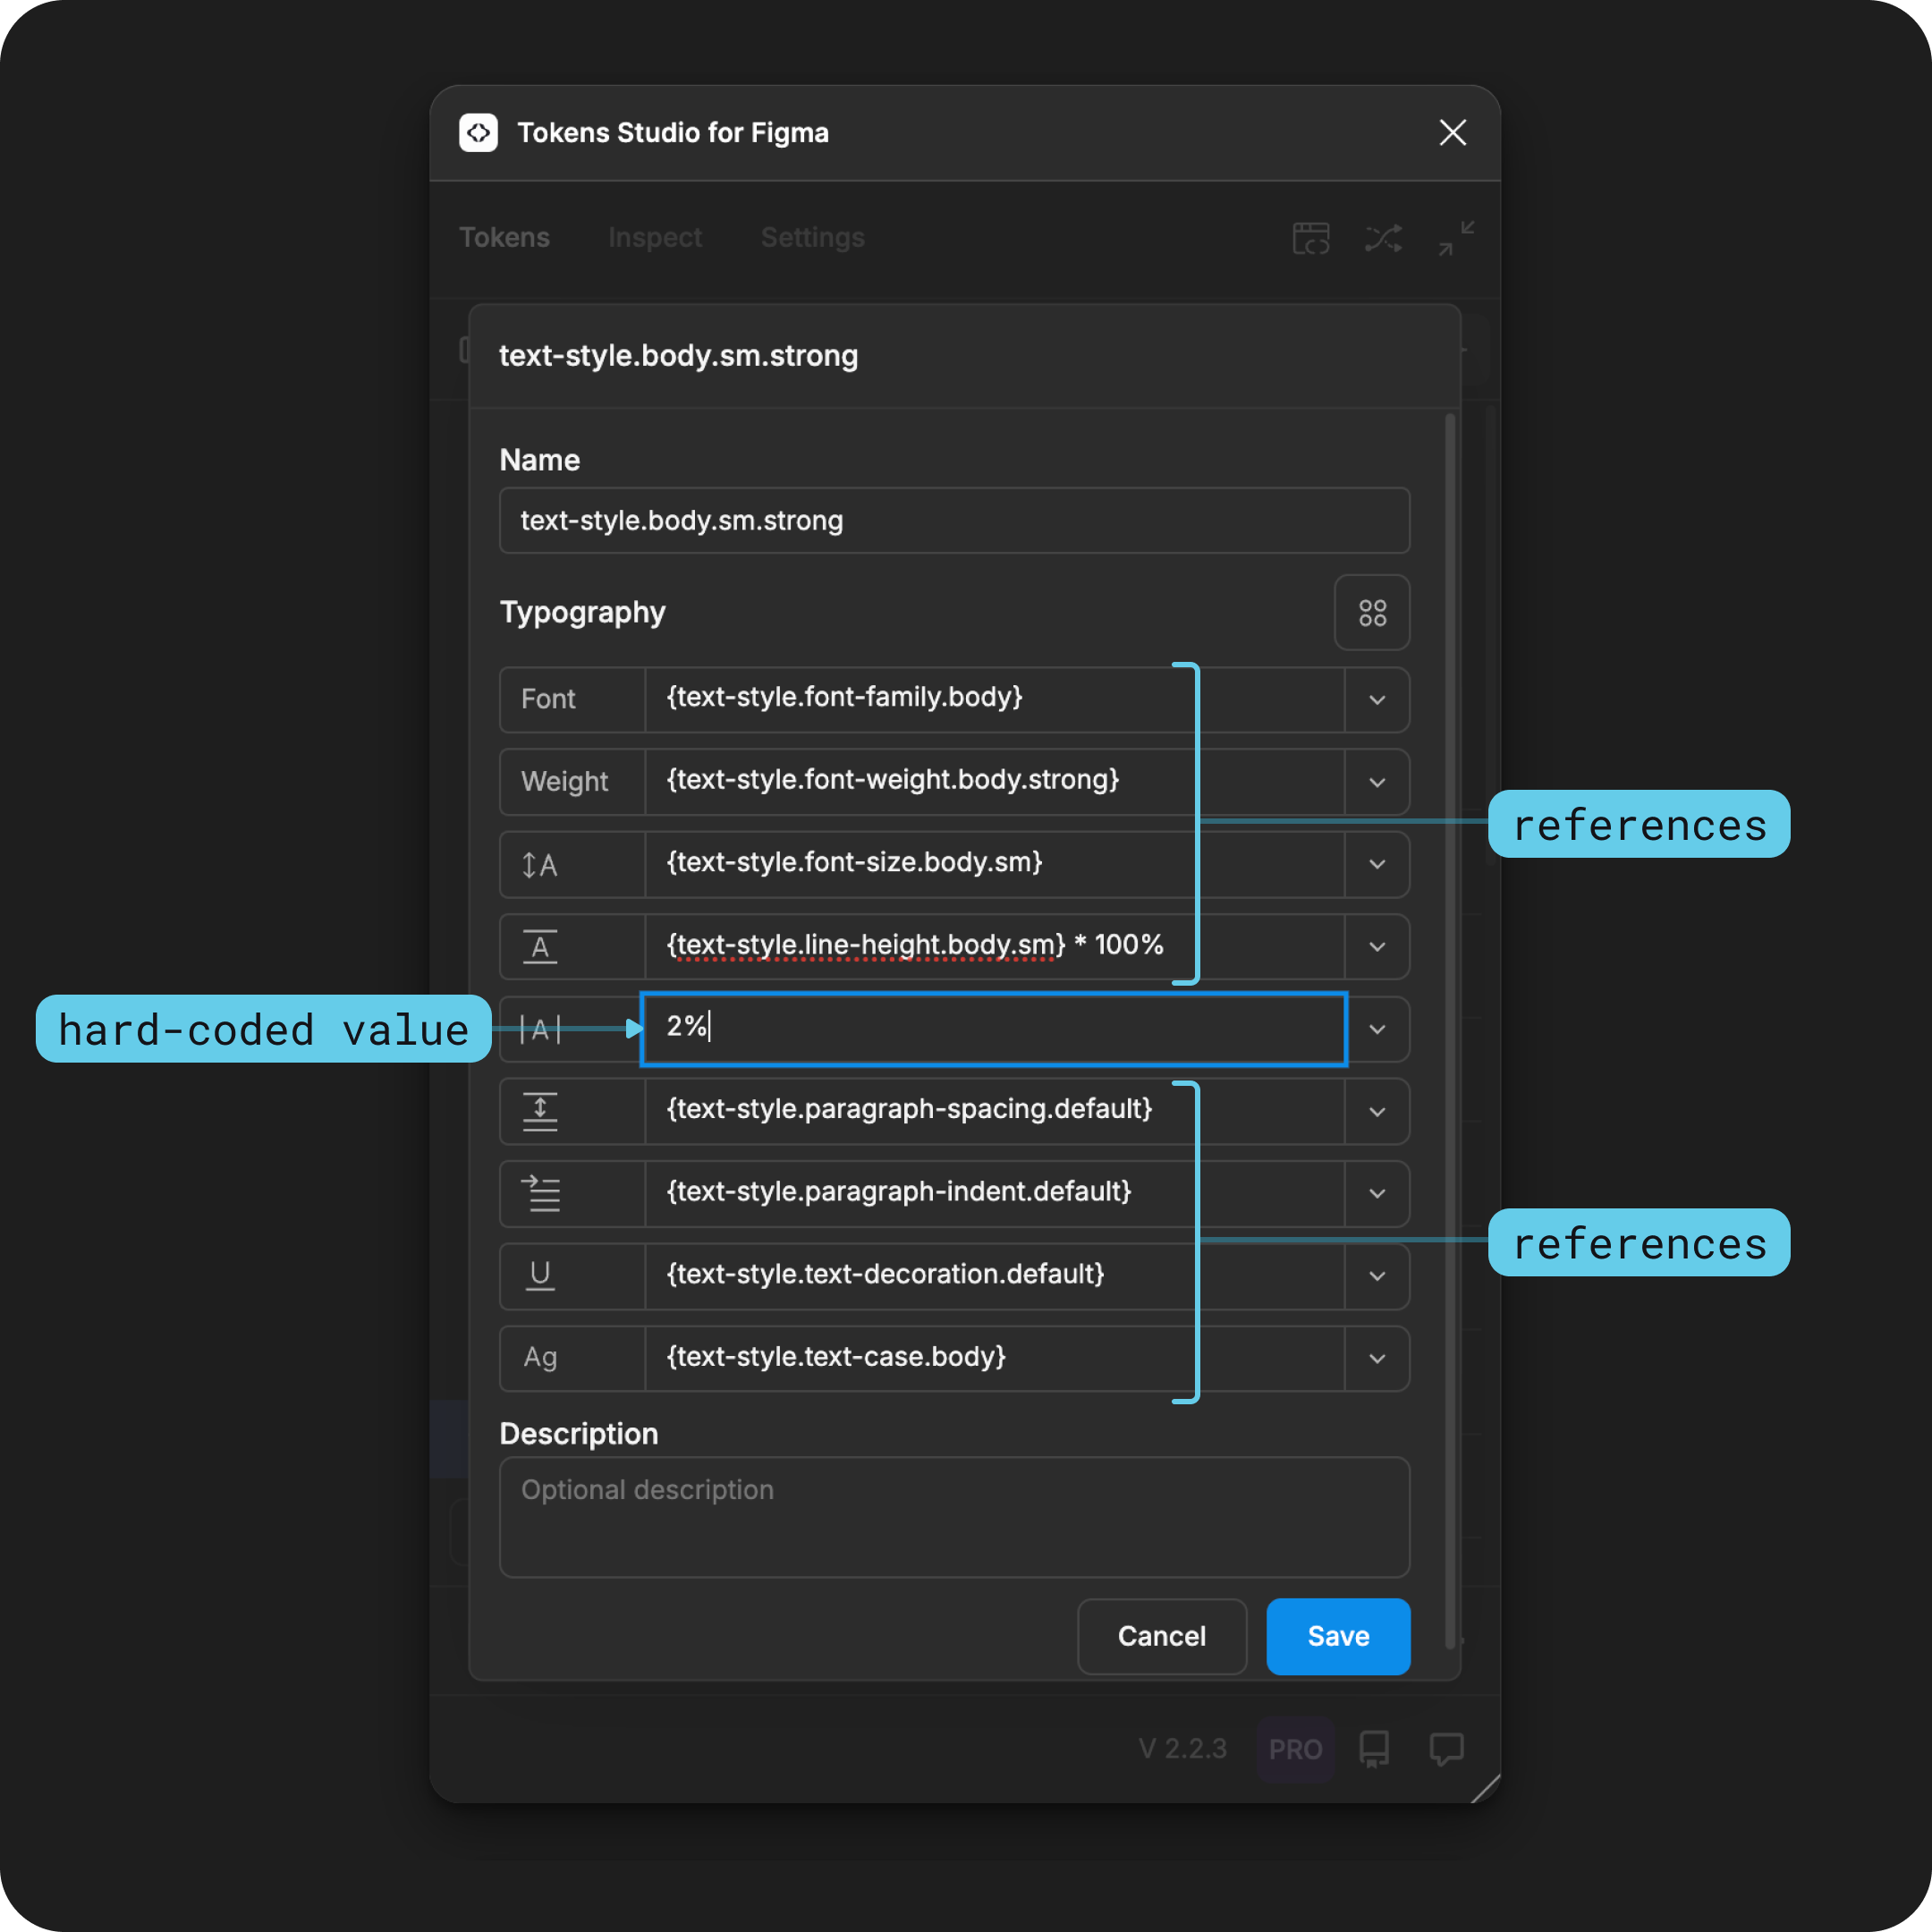 Tokens Studio for Figma
Tokens Inspect Settings
text-style.body.sm.strong
Name
text-style.body.sm.strong
Typography
Font {text-style.font-family.body}
Weight {text-style.font-weight.body.strong}
references
A {text-style.font-size.body.sm}
A {text-style.line-height.body.sm} * 100%
hard-coded value
|A| 2%
{text-style.paragraph-spacing.default}
{text-style.paragraph-indent.default}
references
U {text-style.text-decoration.default}
Ag {text-style.text-case.body}
Description
Optional description
Cancel Save
V 2.2.3 PRO